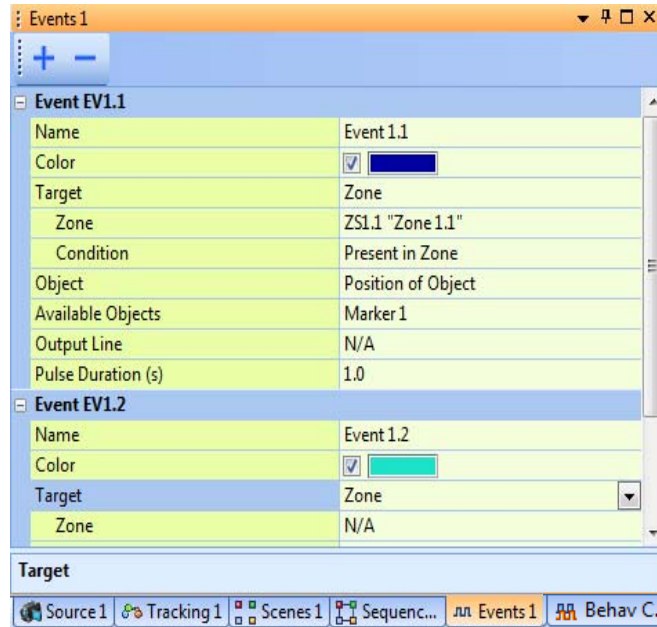 Events 1
Event EV1.1
Name Event 1.1
Color
Target Zone
Zone ZS1.1 "Zone 1.1"
Condition Present in Zone
Object Position of Object
Available Objects Marker 1
Output Line N/A
Pulse Duration (s) 1.0
Event EV1.2
Name Event 1.2
Color
Target Zone
Zone N/A
Target
Source 1 Tracking 1 Scenes 1 Sequenc... Events 1 Behav C.